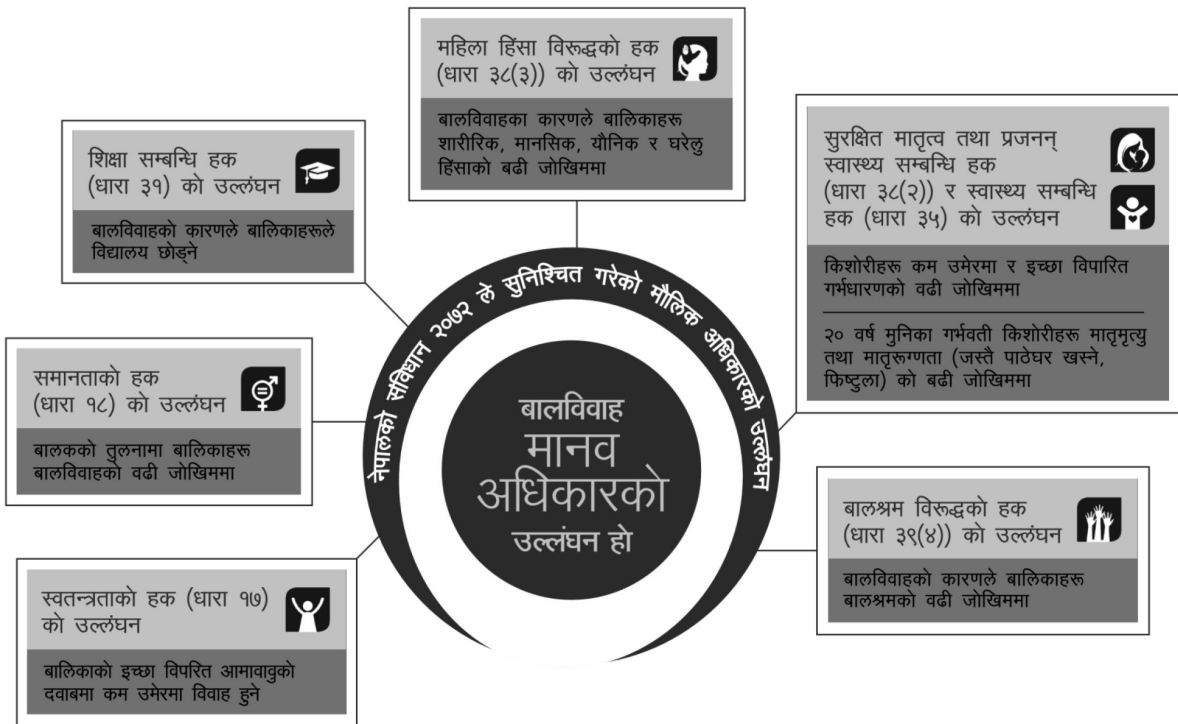 महिला हिंसा विरूद्धको हक
(धारा ३८(३)) को उल्लंघन
बालविवाहका कारणले बालिकाहरू
शारीरिक, मानसिक, यौनिक र घरेलु
हिंसाको बढी जोखिममा
शिक्षा सम्बन्धि हक
(धारा ३१) को उल्लंघन
बालविवाहको कारणले बालिकाहरूले
विद्यालय छोड्ने
सुरक्षित मातृत्व तथा प्रजनन्
स्वास्थ्य सम्बन्धि हक
(धारा ३८(२)) र स्वास्थ्य सम्बन्धि
हक (धारा ३५) को उल्लंघन
किशोरीहरू कम उमेरमा र इच्छा विपारित
गर्भधारणको वढी जोखिममा
२० वर्ष मुनिका गर्भवती किशोरीहरू मातृमृत्यु
तथा मातृरूग्णता (जस्तै पाठेघर खस्ने,
फिष्टुला) को बढी जोखिममा
समानताको हक
(धारा १८) को उल्लंघन
बालकको तुलनामा बालिकाहरू
बालविवाहको वढी जोखिममा
नेपालको संविधान २०७२ ले सुनिश्चित गरेको मौलिक अधिकारको उल्लंघन
बालविवाह
मानव
अधिकारको
उल्लंघन हो
बालश्रम विरूद्धको हक
(धारा ३९(४)) को उल्लंघन
बालविवाहको कारणले बालिकाहरू
बालश्रमको वढी जोखिममा
स्वतन्त्रताको हक (धारा १७)
को उल्लंघन
बालिकाको इच्छा विपरित आमावावुको
दवाबमा कम उमेरमा विवाह हुने